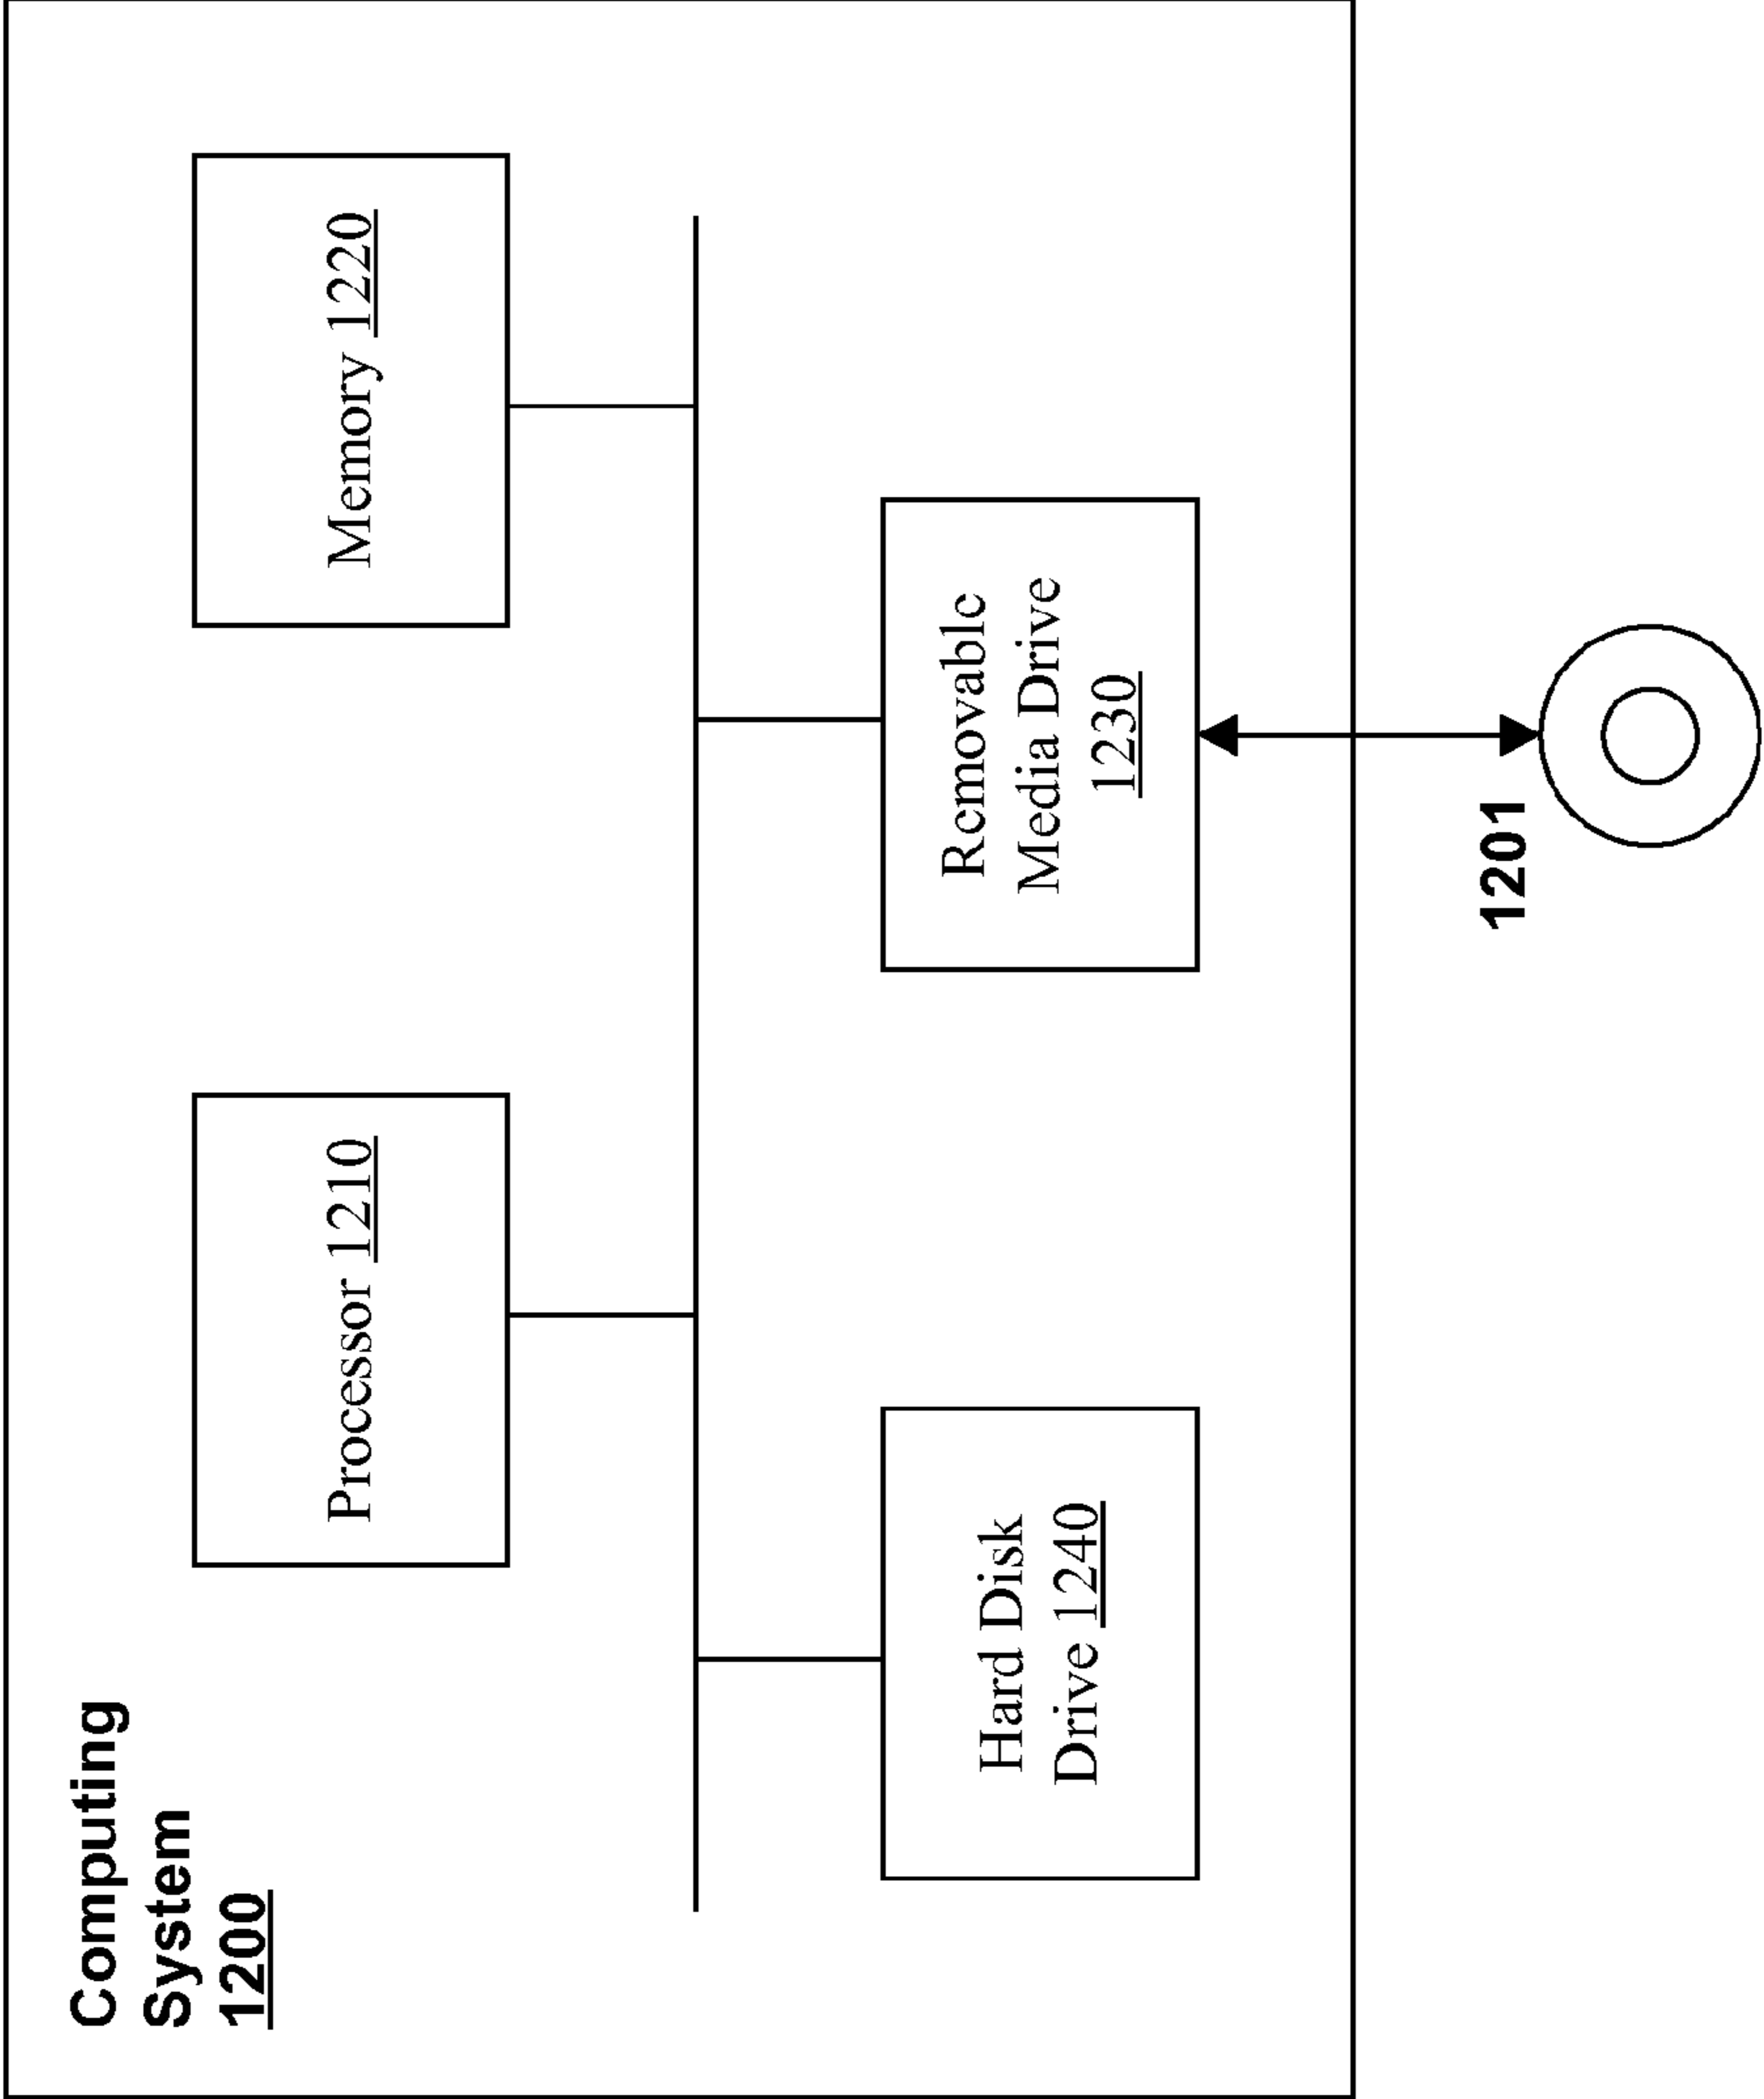 Computing
System
1200
Processor 1210
Memory 1220
Hard Disk
Drive 1240
Removable
Media Drive
1230
1201